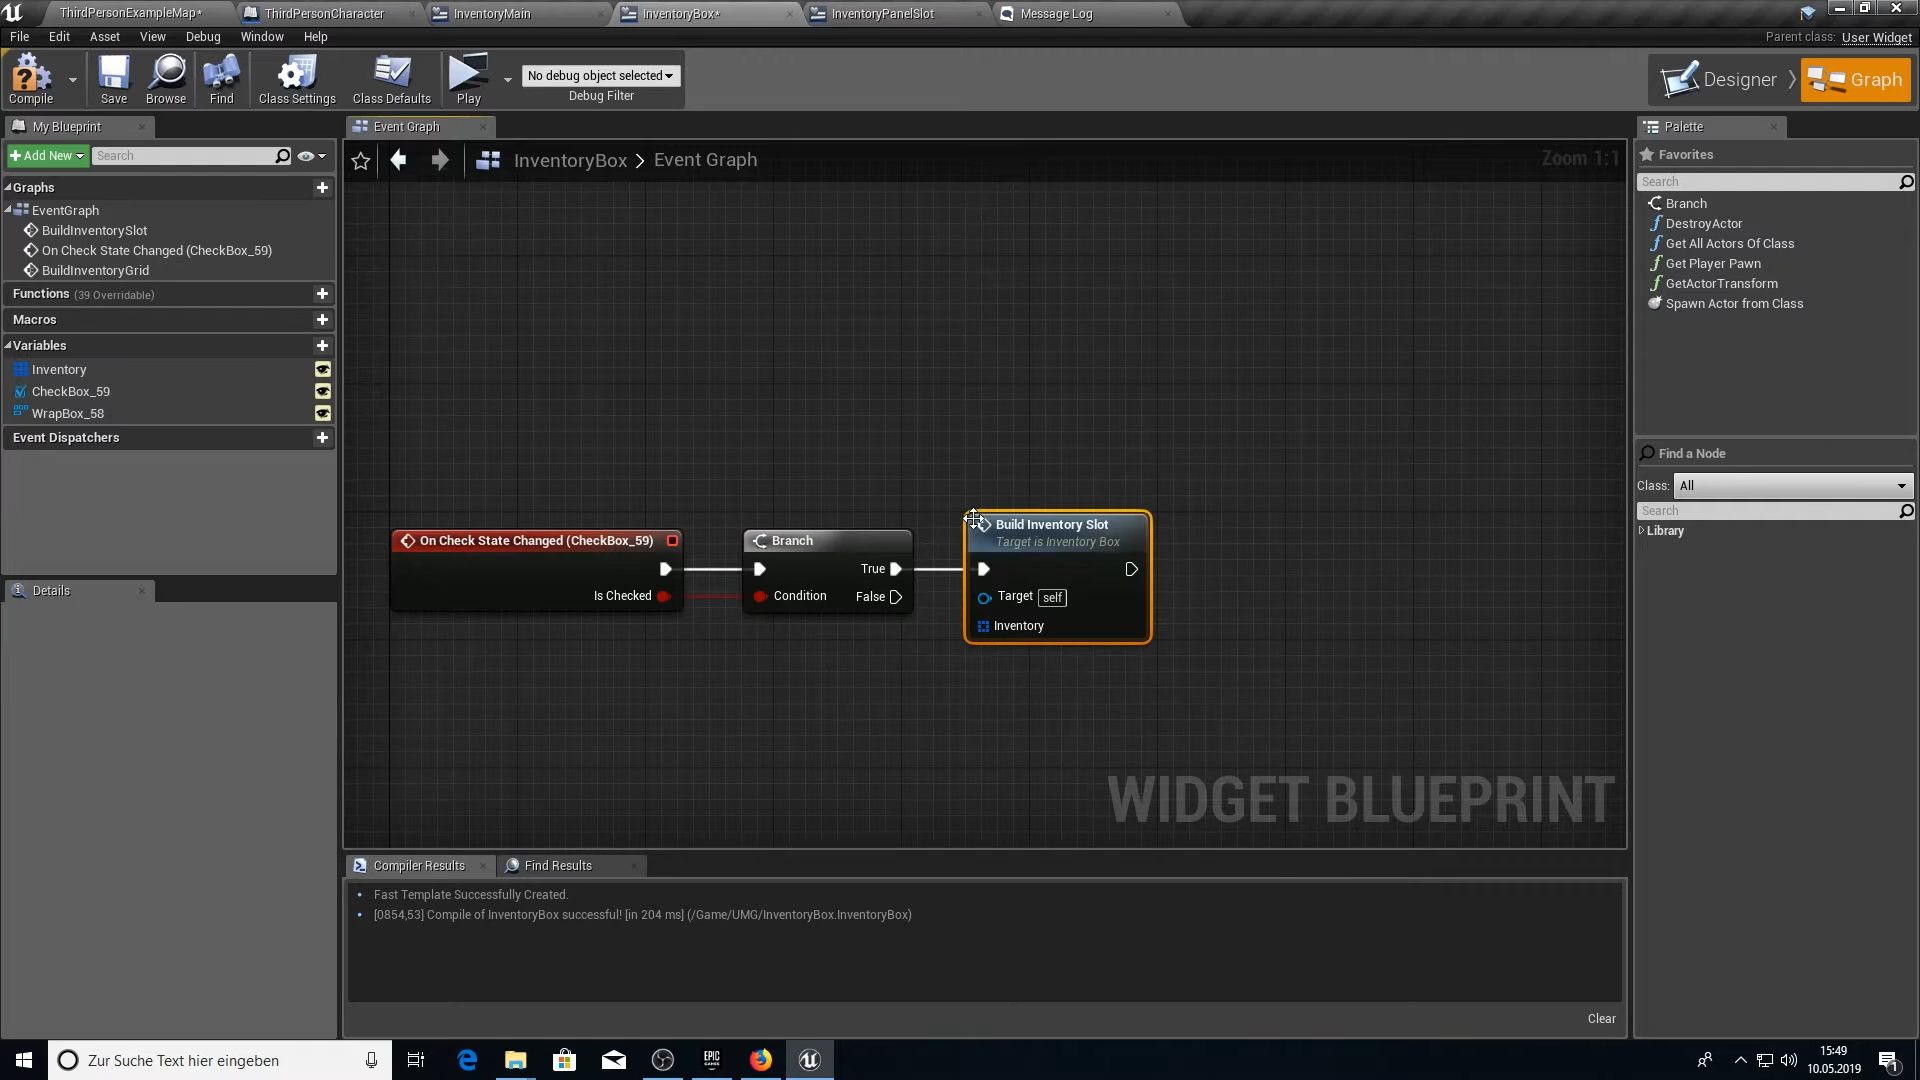 ThirdPersonExampleMap*
ThirdPersonCharacter
InventoryMain
InventoryBox*
InventoryPanelSlot
Message Log
File Edit Asset View Debug Window Help
Parent class: User Widget
Compile
Save
Browse
Find
Class Settings
Class Defaults
Play
No debug object selected
Debug Filter
Designer
Graph
My Blueprint
Event Graph
Palette
Add New
Search
InventoryBox > Event Graph
Zoom 1:1
Favorites
Search
Graphs
EventGraph
BuildInventorySlot
On Check State Changed (CheckBox_59)
BuildInventoryGrid
Functions (39 Overridable)
Macros
Variables
Inventory
CheckBox_59
WrapBox_58
Event Dispatchers
Details
Branch
DestroyActor
Get All Actors Of Class
Get Player Pawn
GetActorTransform
Spawn Actor from Class
Find a Node
Class: All
Search
Library
On Check State Changed (CheckBox_59)
Is Checked
Branch
True
Condition
False
Build Inventory Slot
Target is Inventory Box
Target self
Inventory
WIDGET BLUEPRINT
Compiler Results
Find Results
Fast Template Successfully Created.
[0854,53] Compile of InventoryBox successful! [in 204 ms] (/Game/UMG/InventoryBox.InventoryBox)
Clear
Zur Suche Text hier eingeben
EPIC
GAMES
15:49
10.05.2019
1